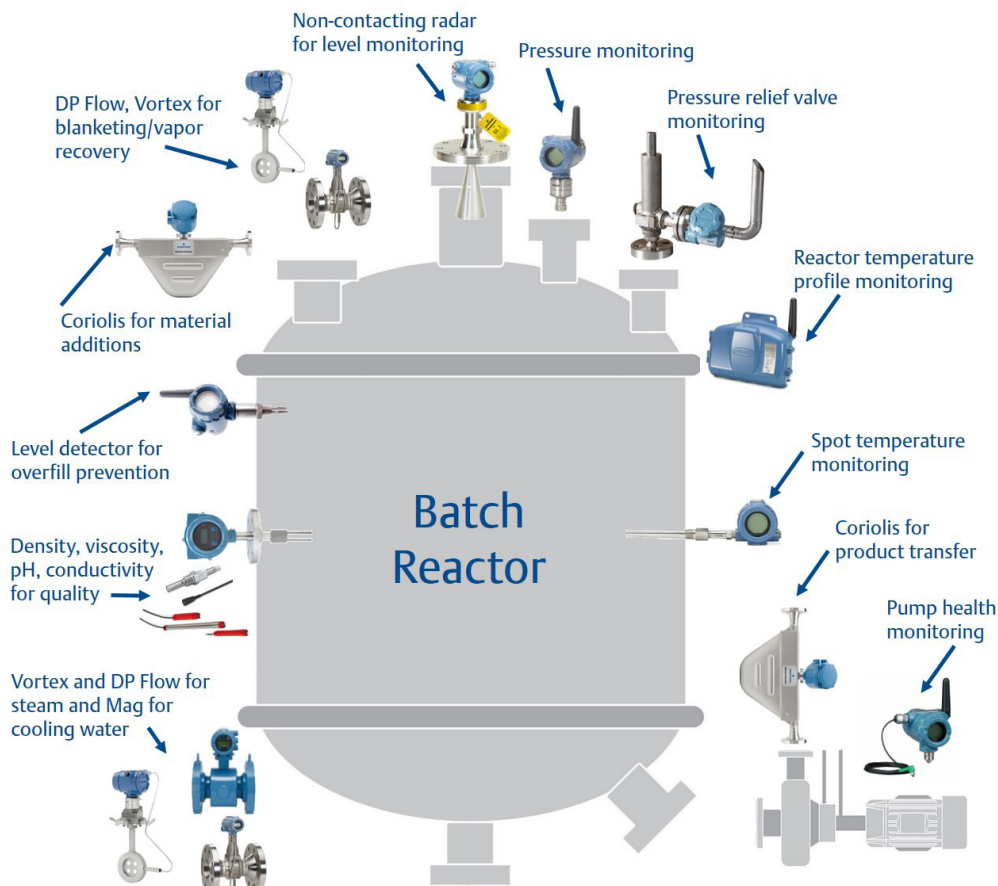 Non-contacting radar
for level monitoring
Pressure monitoring
Pressure relief valve
monitoring
DP Flow, Vortex for
blanketing/vapor
recovery
Reactor temperature
profile monitoring
Coriolis for material
additions
Level detector for
overfill prevention
Spot temperature
monitoring
Batch
Reactor
Density, viscosity,
pH, conductivity
for quality
Coriolis for
product transfer
Pump health
monitoring
Vortex and DP Flow for
steam and Mag for
cooling water